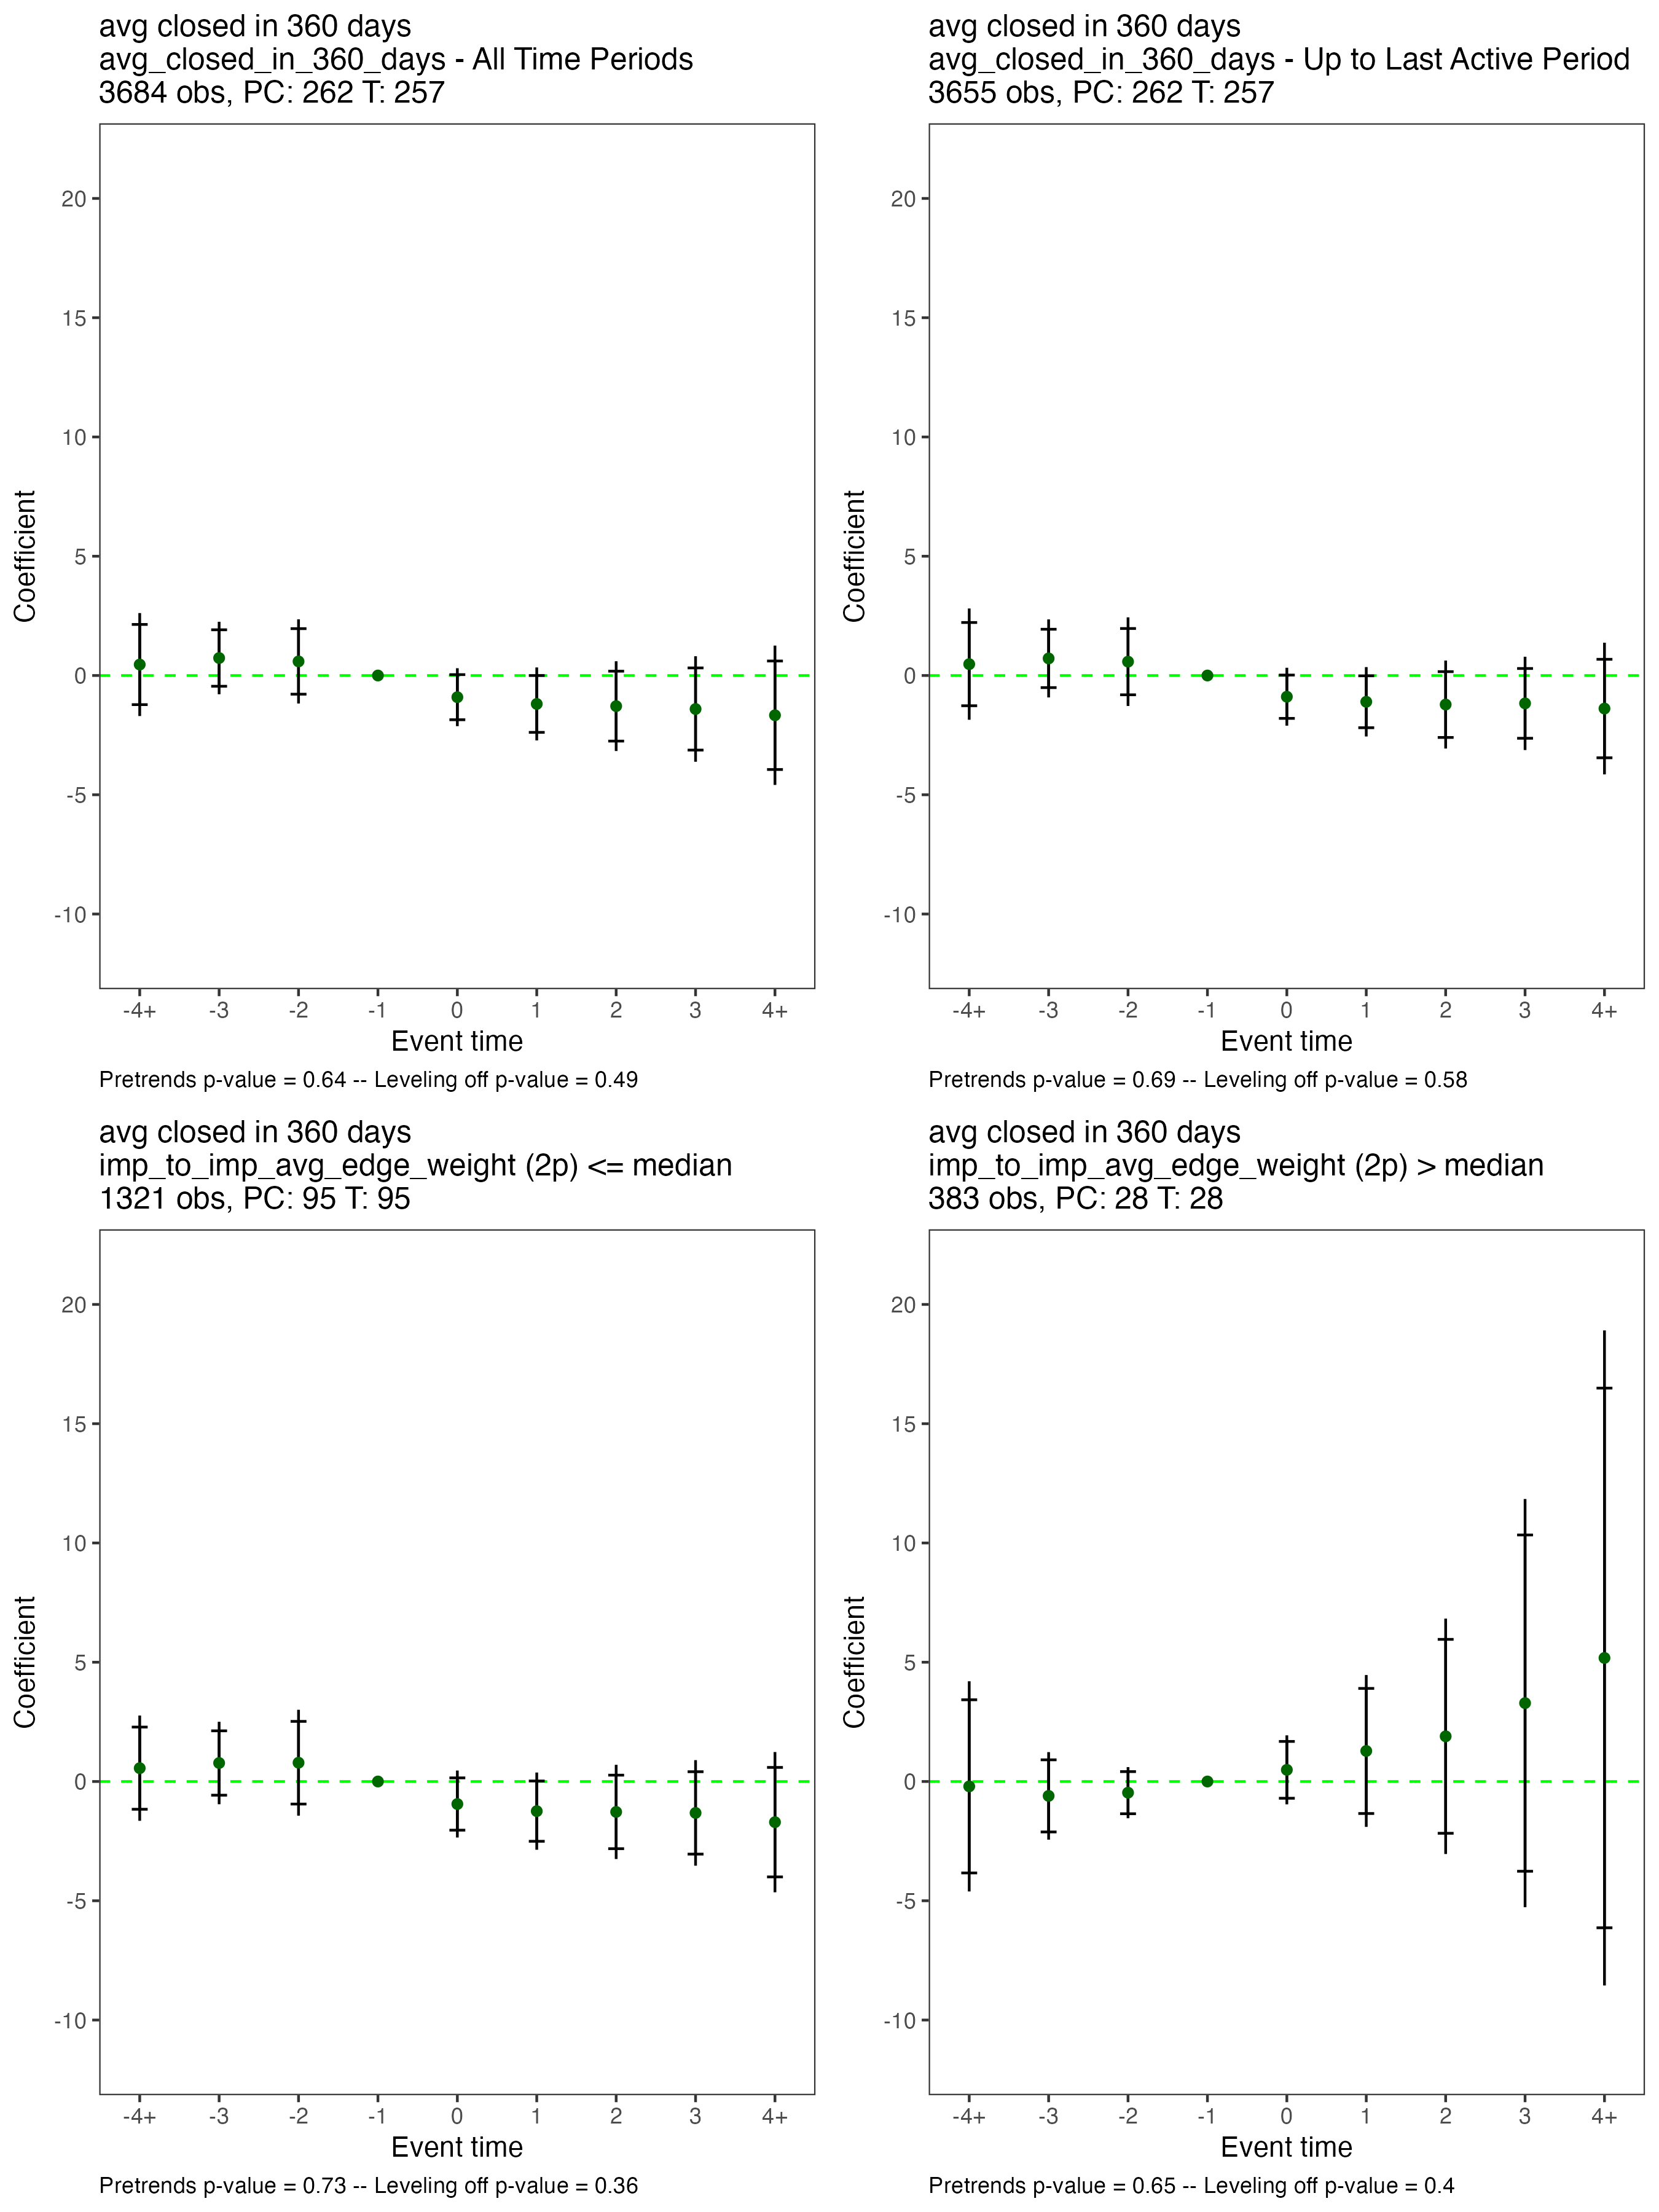 avg closed in 360 days
avg_closed_in_360_days - All Time Periods
3684 obs, PC: 262 T: 257
Coefficient
20
15
10
5
0
-5
-10
-4+ -3 -2 -1 0 1 2 3 4+
Event time
Pretrends p-value = 0.64 -- Leveling off p-value = 0.49
avg closed in 360 days
avg_closed_in_360_days - Up to Last Active Period
3655 obs, PC: 262 T: 257
Coefficient
20
15
10
5
0
-5
-10
-4+ -3 -2 -1 0 1 2 3 4+
Event time
Pretrends p-value = 0.69 -- Leveling off p-value = 0.58
avg closed in 360 days
imp_to_imp_avg_edge_weight (2p) <= median
1321 obs, PC: 95 T: 95
Coefficient
20
15
10
5
0
-5
-10
-4+ -3 -2 -1 0 1 2 3 4+
Event time
Pretrends p-value = 0.73 -- Leveling off p-value = 0.36
avg closed in 360 days
imp_to_imp_avg_edge_weight (2p) > median
383 obs, PC: 28 T: 28
Coefficient
20
15
10
5
0
-5
-10
-4+ -3 -2 -1 0 1 2 3 4+
Event time
Pretrends p-value = 0.65 -- Leveling off p-value = 0.4